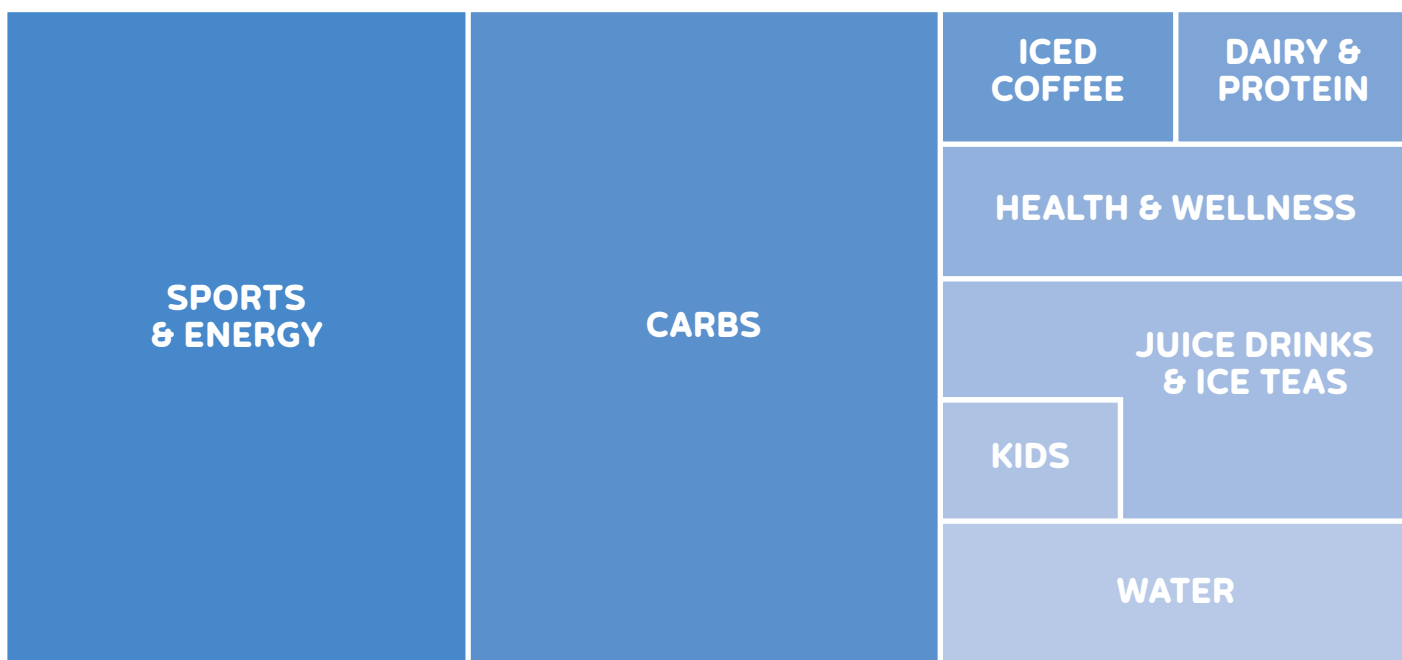 SPORTS
& ENERGY
CARBS
ICED
COFFEE
DAIRY &
PROTEIN
HEALTH & WELLNESS
JUICE DRINKS
& ICE TEAS
KIDS
WATER